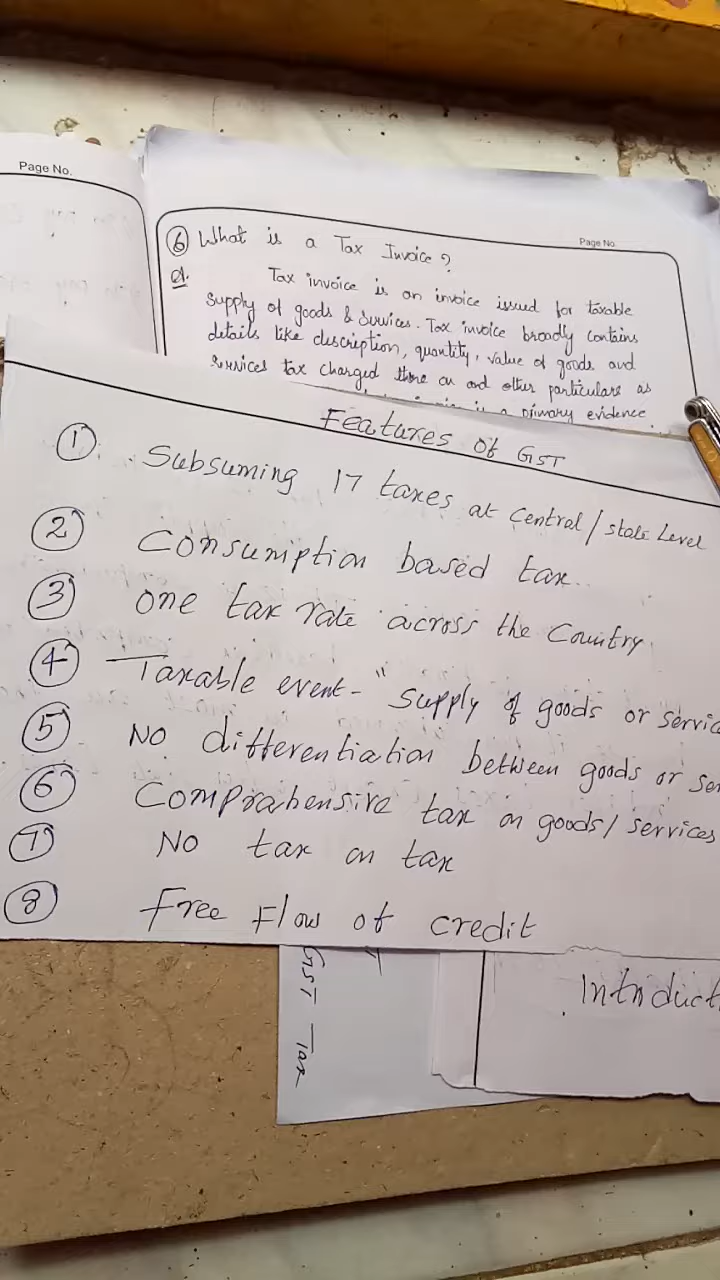 Page No.
Page No.
⑥ What is a Tax Invoice?
A. Tax invoice is an invoice issued for taxable
supply of goods & services. Tax invoice broadly contains
details like description, quantity, value of goods and
services tax charged there on and other particulars as
is a primary evidence.
Features of GST
① Subsuming 17 taxes at central/state Level
② Consumption based tax.
③ one tax rate across the Country
④ Taxable event- "Supply of goods or servic
⑤ NO differentiation between goods or se
⑥ Comprahensive tax on goods/services
⑦ NO tax on tax
⑧ Free Flow of credit
Introduct
GST Tax